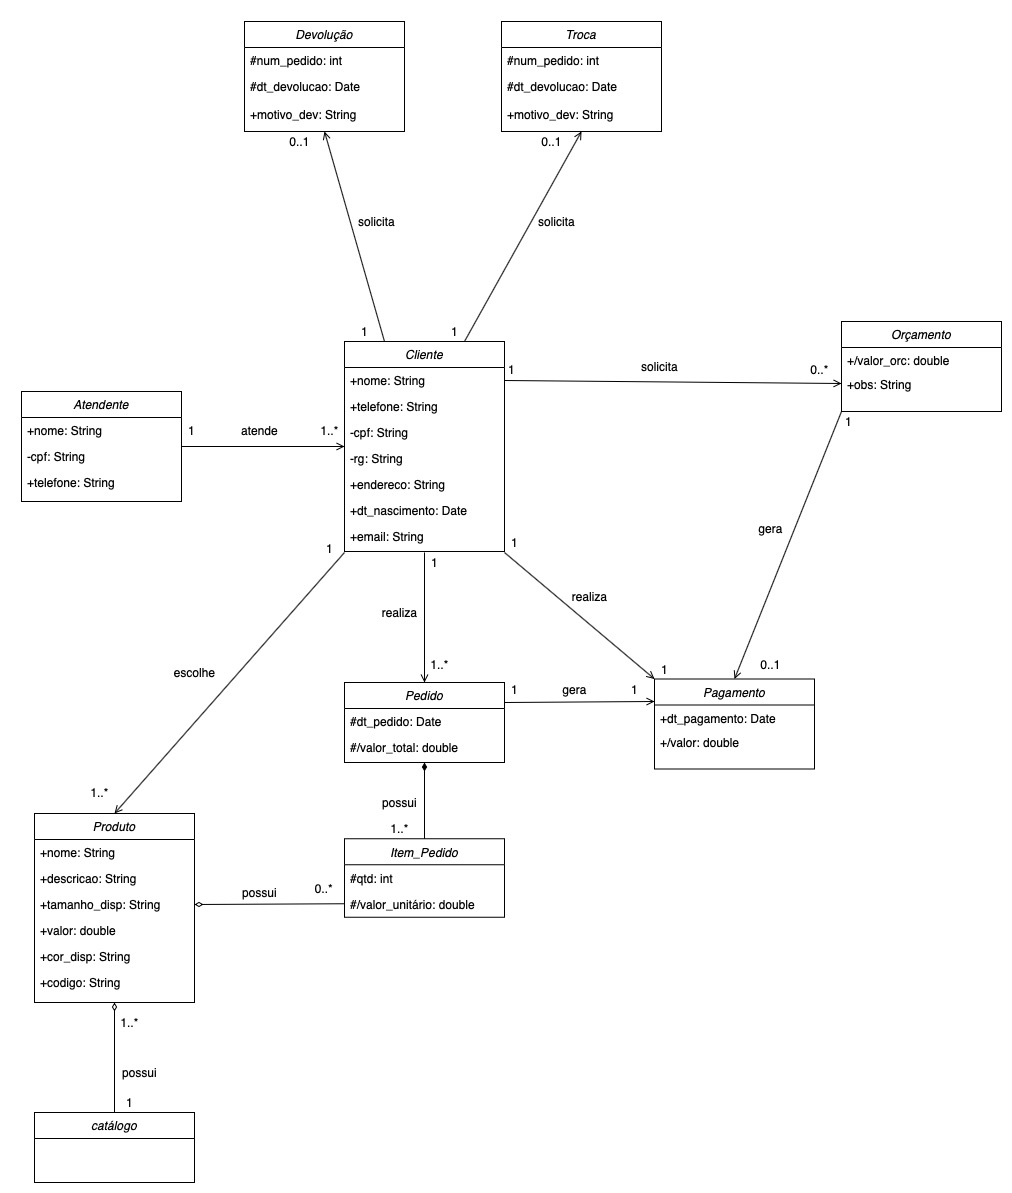 Devolução
#num_pedido: int
#dt_devolucao: Date
+motivo_dev: String
Troca
#num_pedido: int
#dt_devolucao: Date
+motivo_dev: String
0..1
0..1
solicita
solicita
1
1
Cliente
+nome: String
+telefone: String
-cpf: String
-rg: String
+endereco: String
+dt_nascimento: Date
+email: String
1
solicita
0..*
Orçamento
+/valor_orc: double
+obs: String
Atendente
+nome: String
-cpf: String
+telefone: String
1
atende
1..*
1
gera
0..1
1
1
1
realiza
realiza
escolhe
1..*
1
1..*
Pedido
#dt_pedido: Date
#/valor_total: double
1
gera
1
Pagamento
+dt_pagamento: Date
+/valor: double
possui
1..*
Produto
+nome: String
+descricao: String
+tamanho_disp: String
+valor: double
+cor_disp: String
+codigo: String
possui
0..*
Item_Pedido
#qtd: int
#/valor_unitário: double
1..*
possui
1
catálogo